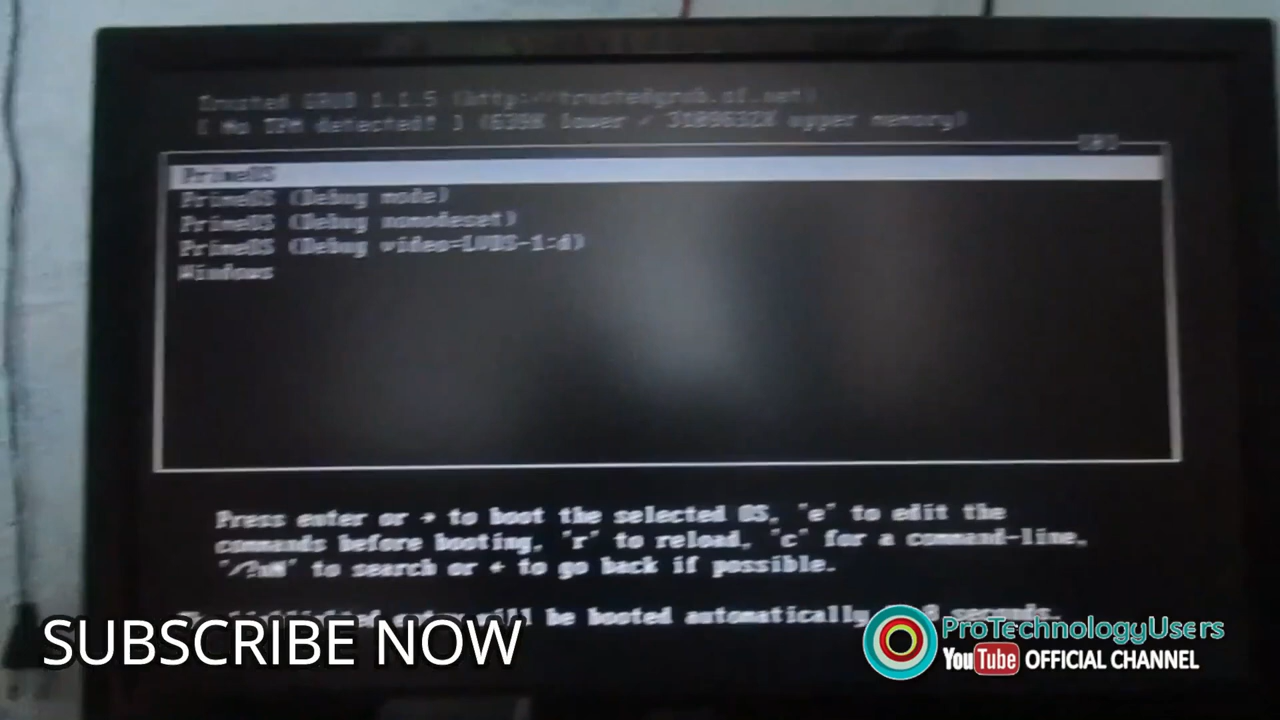 Trusted GRUB 1.1.5 (http://trustedgrub.sf.net)
[ No TPM detected! ] (639K lower / 3189632K upper memory)
[0]
PrimeOS
PrimeOS (Debug mode)
PrimeOS (Debug nomodeset)
PrimeOS (Debug video=LVDS-1:d)
Windows
Press enter or → to boot the selected OS, 'e' to edit the
commands before booting, 'r' to reload, 'c' for a command-line,
to search or ← to go back if possible.
will be booted automatically seconds.
SUBSCRIBE NOW
ProTechnologyUsers
YouTube OFFICIAL CHANNEL